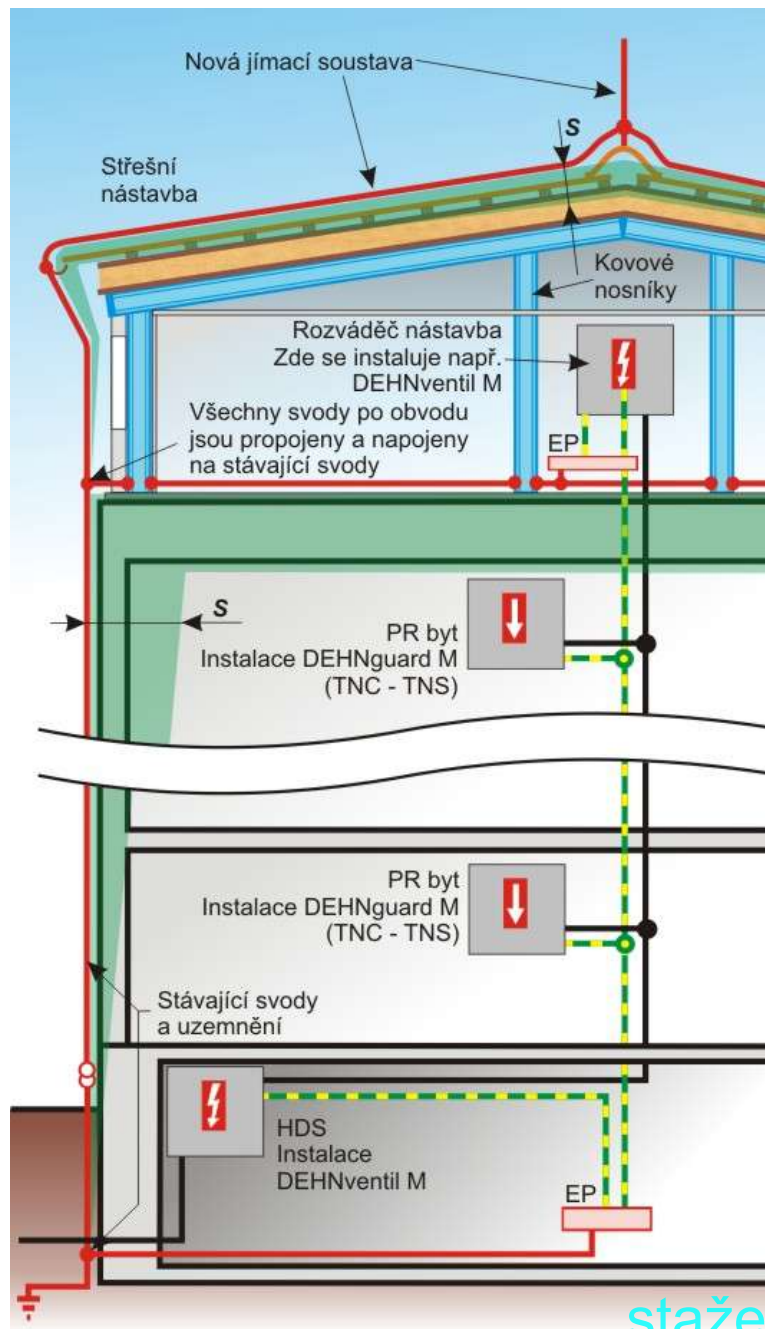 Nová jímací soustava
S
Střešní
nástavba
Kovové
nosníky
Rozváděč nástavba
Zde se instaluje např.
DEHNventil M
Všechny svody po obvodu
jsou propojeny a napojeny
na stávající svody
EP
S
PR byt
Instalace DEHNguard M
(TNC - TNS)
PR byt
Instalace DEHNguard M
(TNC - TNS)
Stávající svody
a uzemnění
HDS
Instalace
DEHNventil M
EP
staže